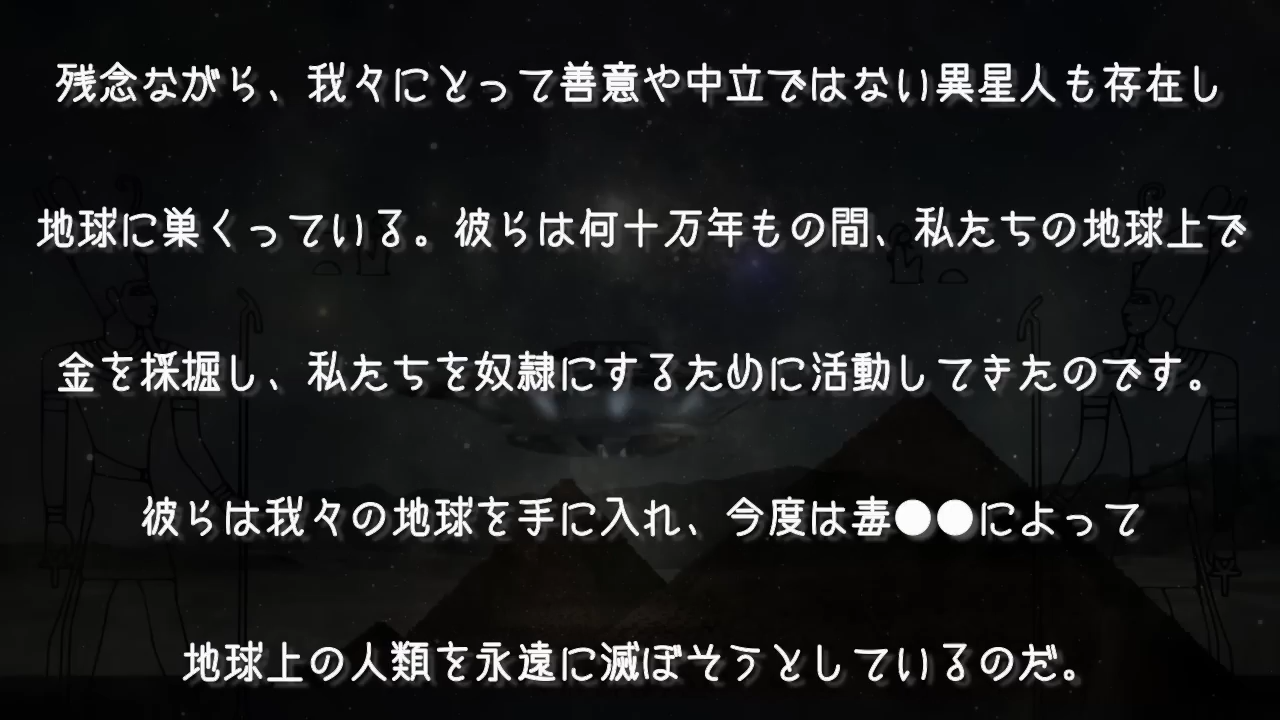 残念ながら、我々にとって善意や中立ではない異星人も存在し
地球に巣くっている。彼らは何十万年もの間、私たちの地球上で
金を採掘し、私たちを奴隷にするために活動してきたのです。
彼らは我々の地球を手に入れ、今度は毒●●によって
地球上の人類を永遠に滅ぼそうとしているのだ。